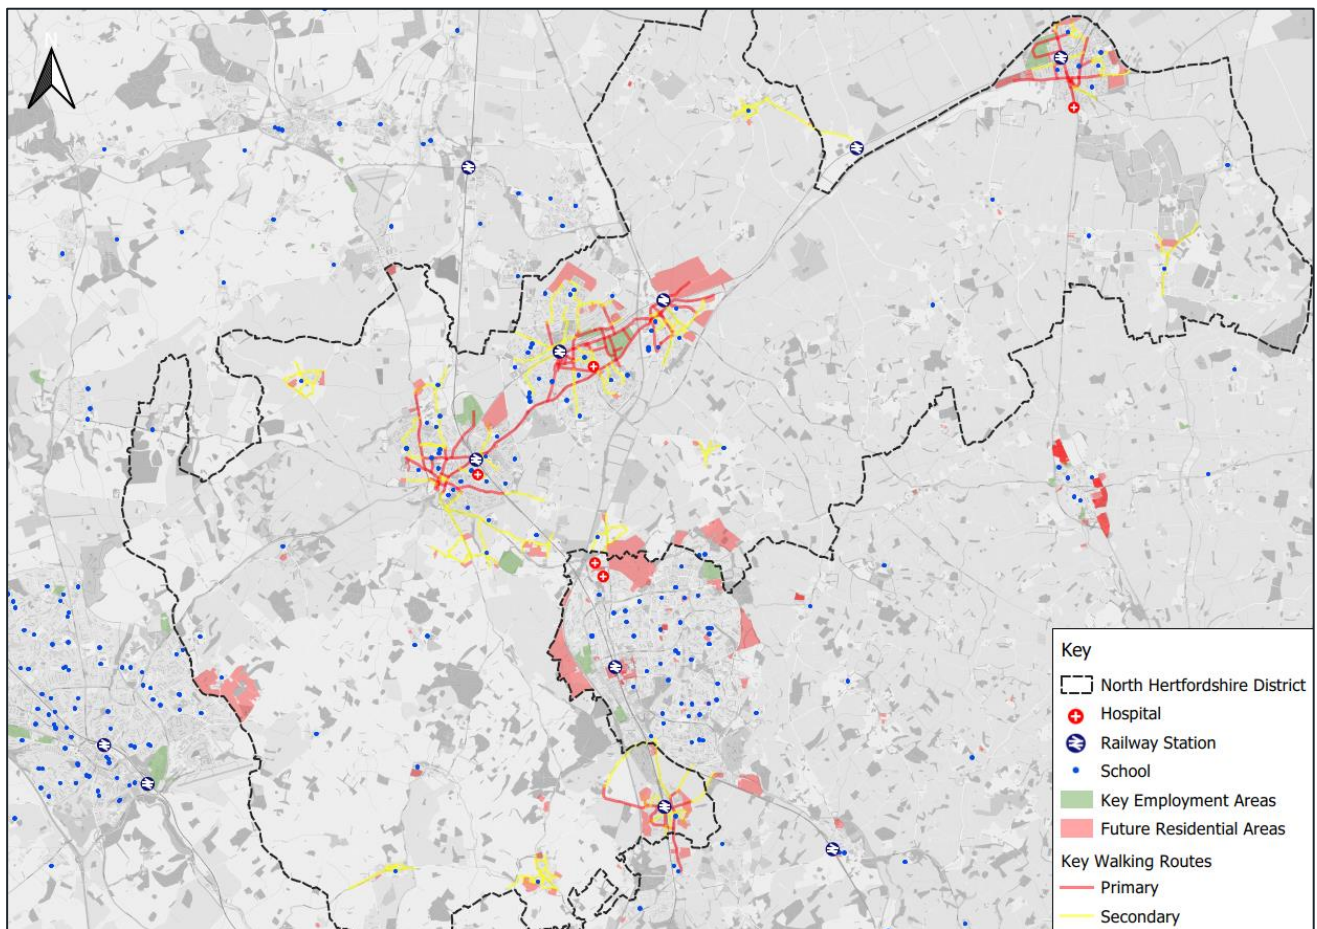 N
Key
North Hertfordshire District
Hospital
Railway Station
School
Key Employment Areas
Future Residential Areas
Key Walking Routes
Primary
Secondary